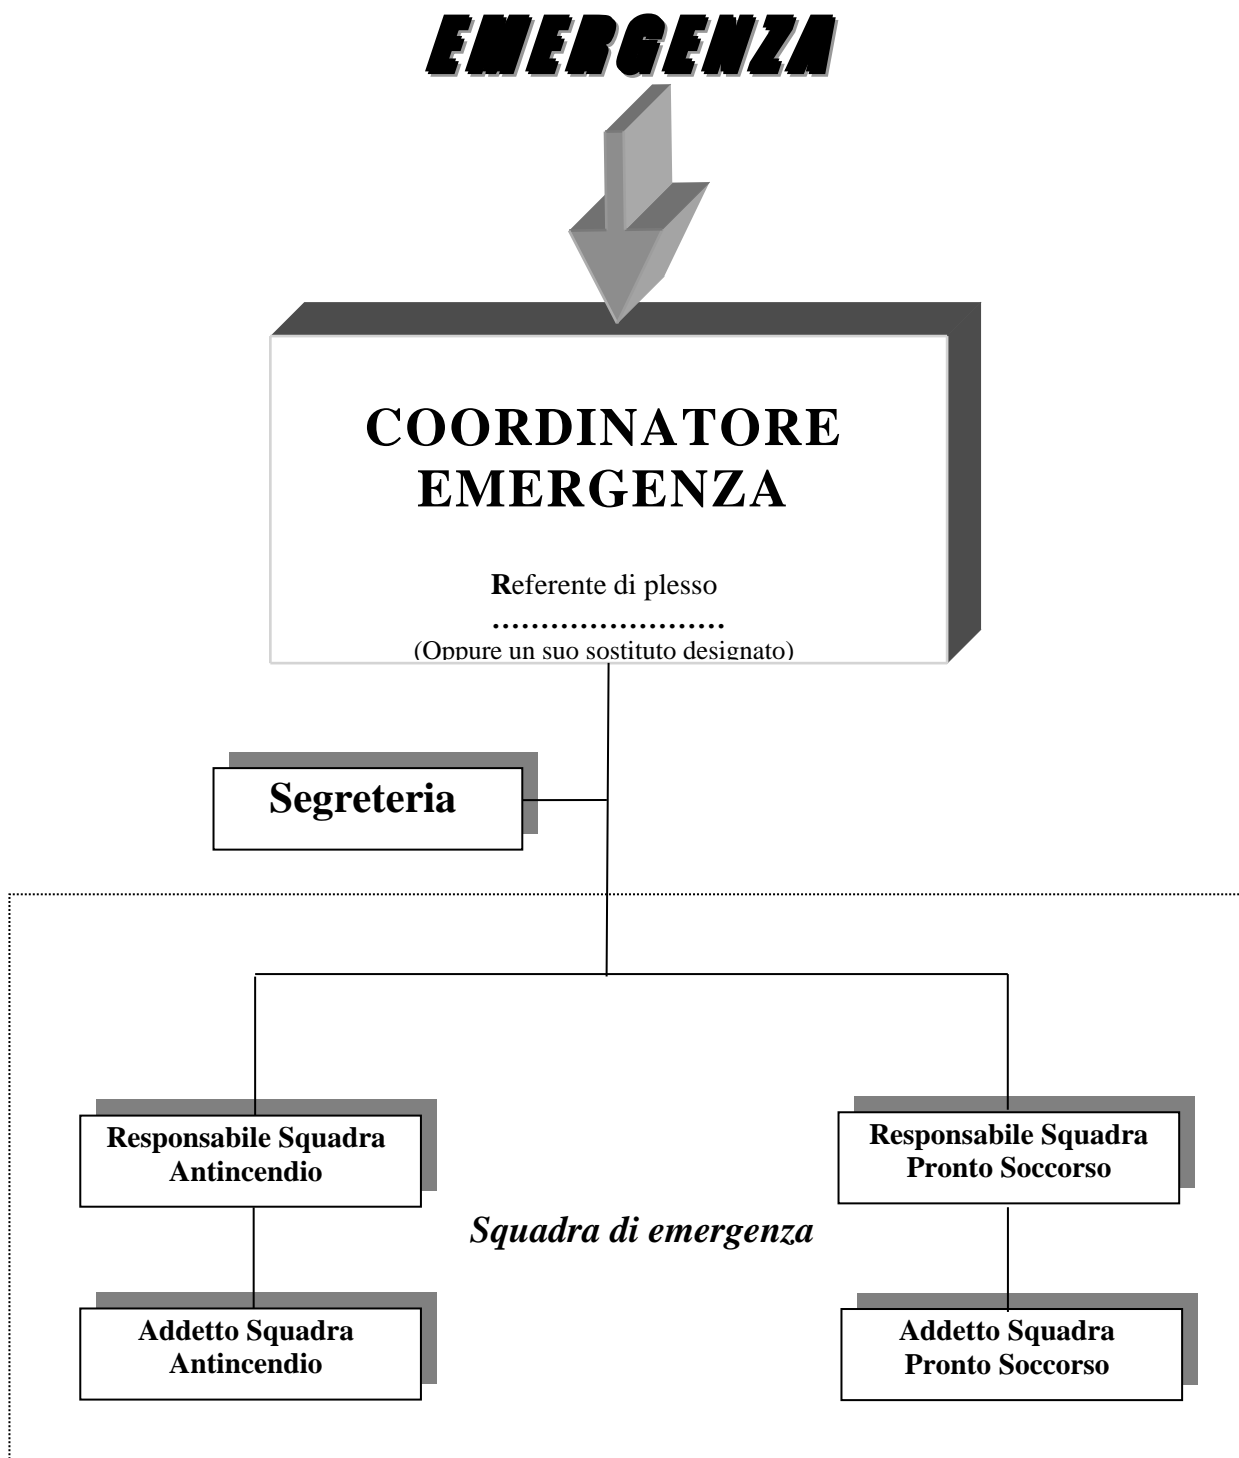 EMERGENZA
COORDINATORE
EMERGENZA
Referente di plesso
……………………
(Oppure un suo sostituto designato)
Segreteria
Responsabile Squadra
Antincendio
Responsabile Squadra
Pronto Soccorso
Squadra di emergenza
Addetto Squadra
Antincendio
Addetto Squadra
Pronto Soccorso